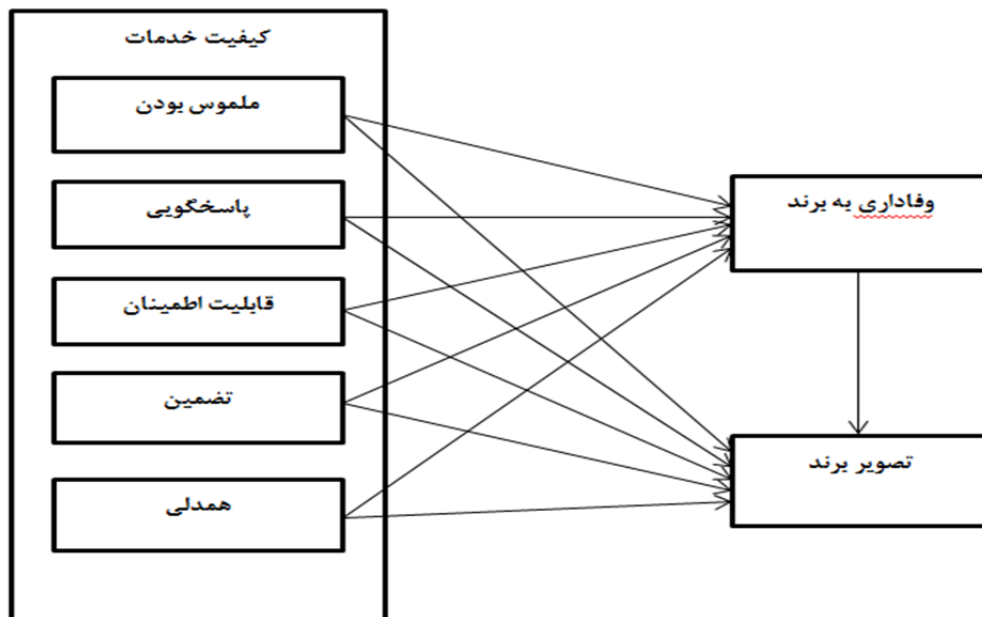 کیفیت خدمات
ملموس بودن
پاسخگویی
قابلیت اطمینان
تضمین
همدلی
وفاداری به برند
تصویر برند